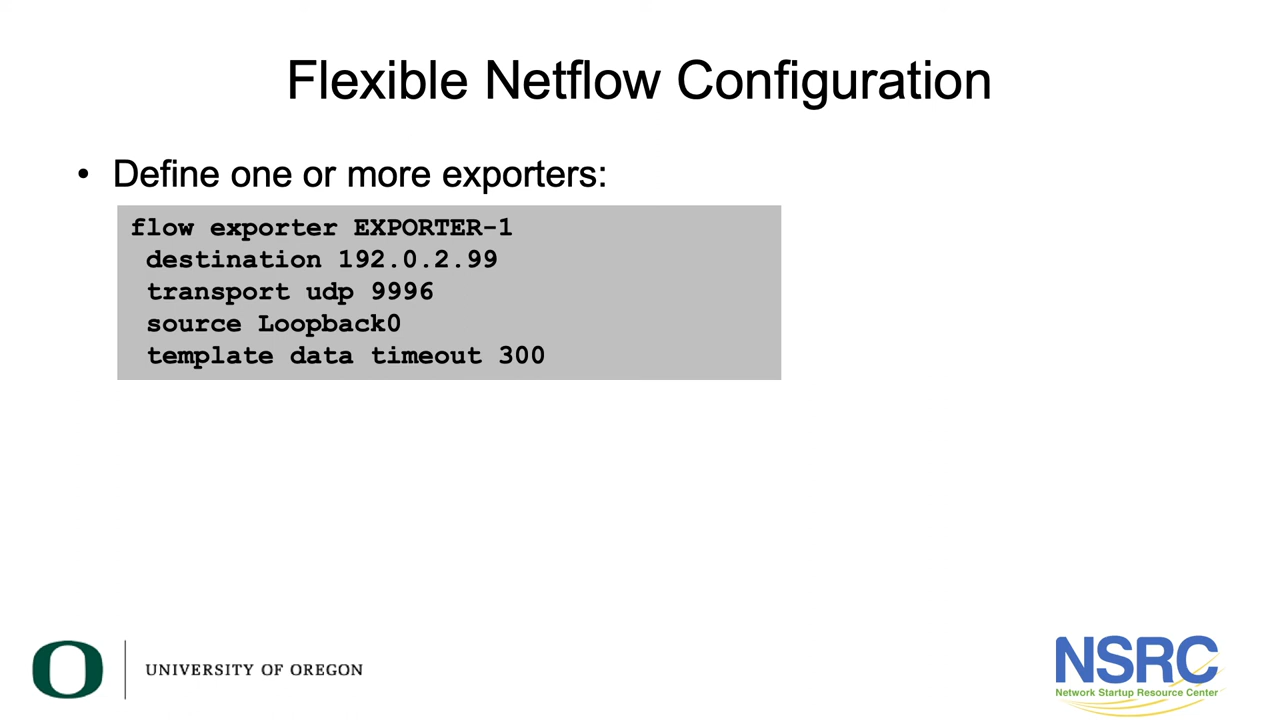 Flexible Netflow Configuration
• Define one or more exporters:
flow exporter EXPORTER-1
 destination 192.0.2.99
 transport udp 9996
 source Loopback0
 template data timeout 300
O
UNIVERSITY OF OREGON
NSRC
Network Startup Resource Center